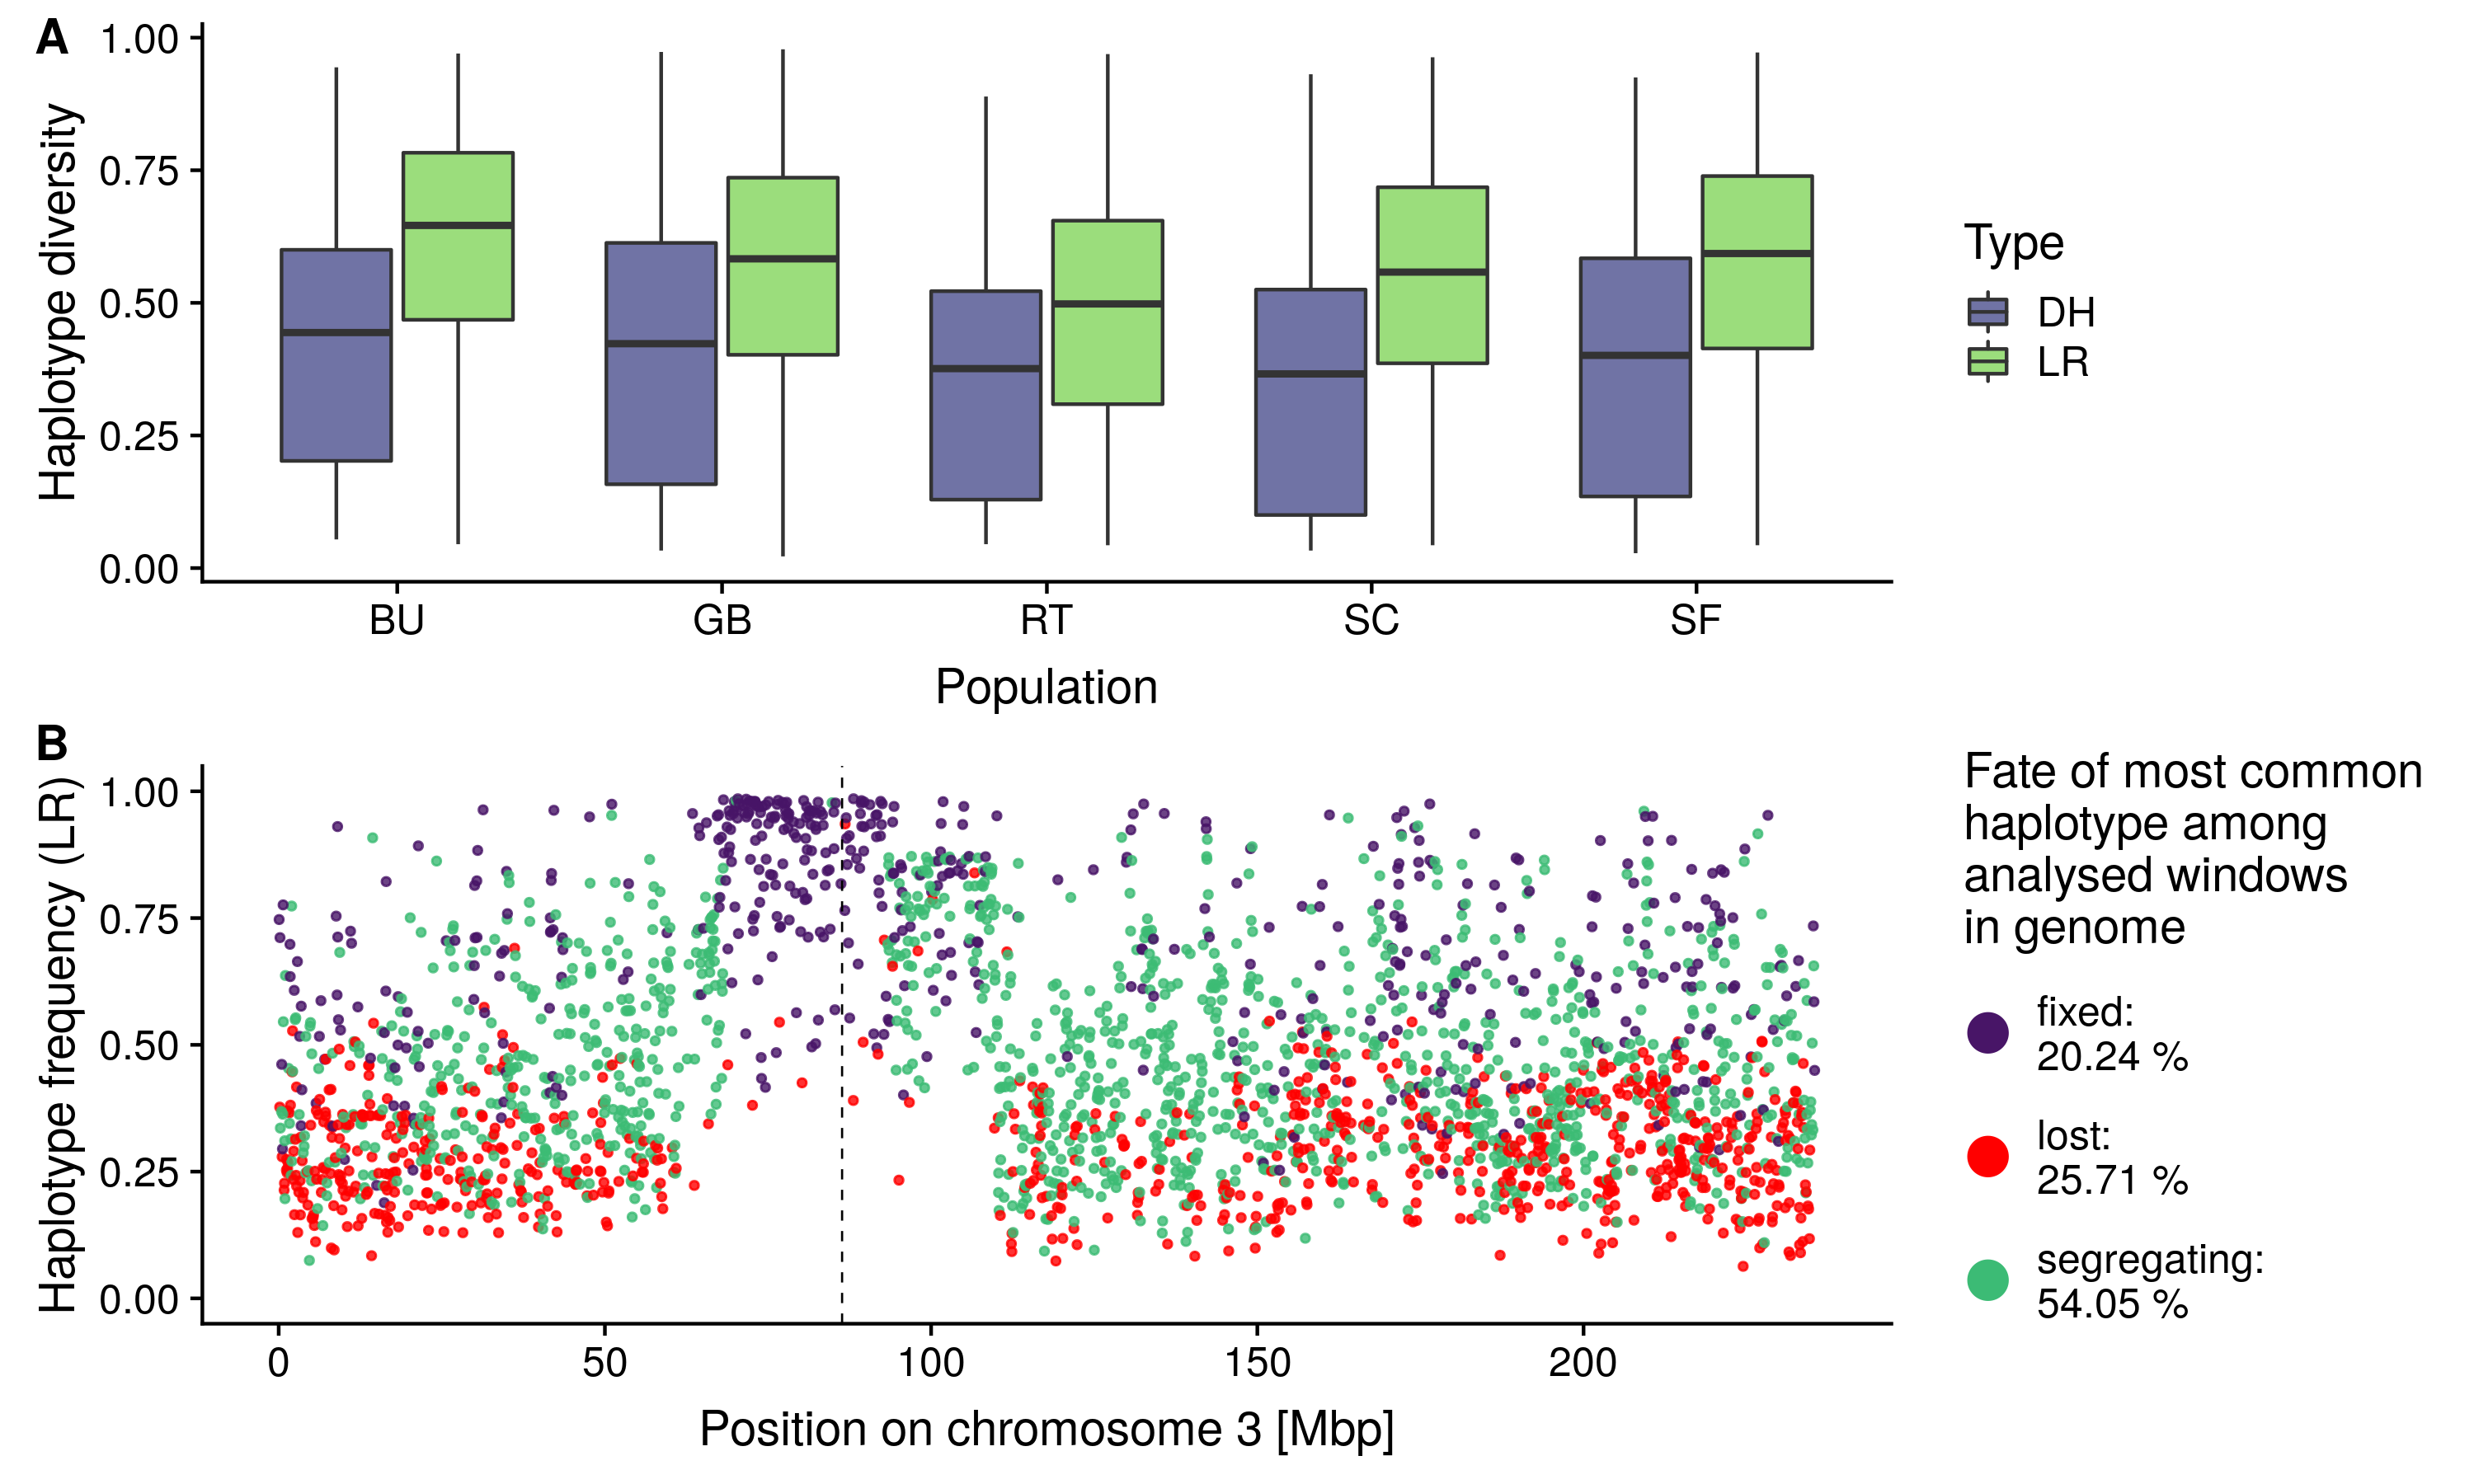 A
Haplotype diversity
1.00
0.75
0.50
0.25
0.00
BU
GB
RT
SC
SF
Population
Type
DH
LR
B
Haplotype frequency (LR)
1.00
0.75
0.50
0.25
0.00
0
50
100
150
200
Position on chromosome 3 [Mbp]
Fate of most common
haplotype among
analysed windows
in genome
fixed:
20.24 %
lost:
25.71 %
segregating:
54.05 %